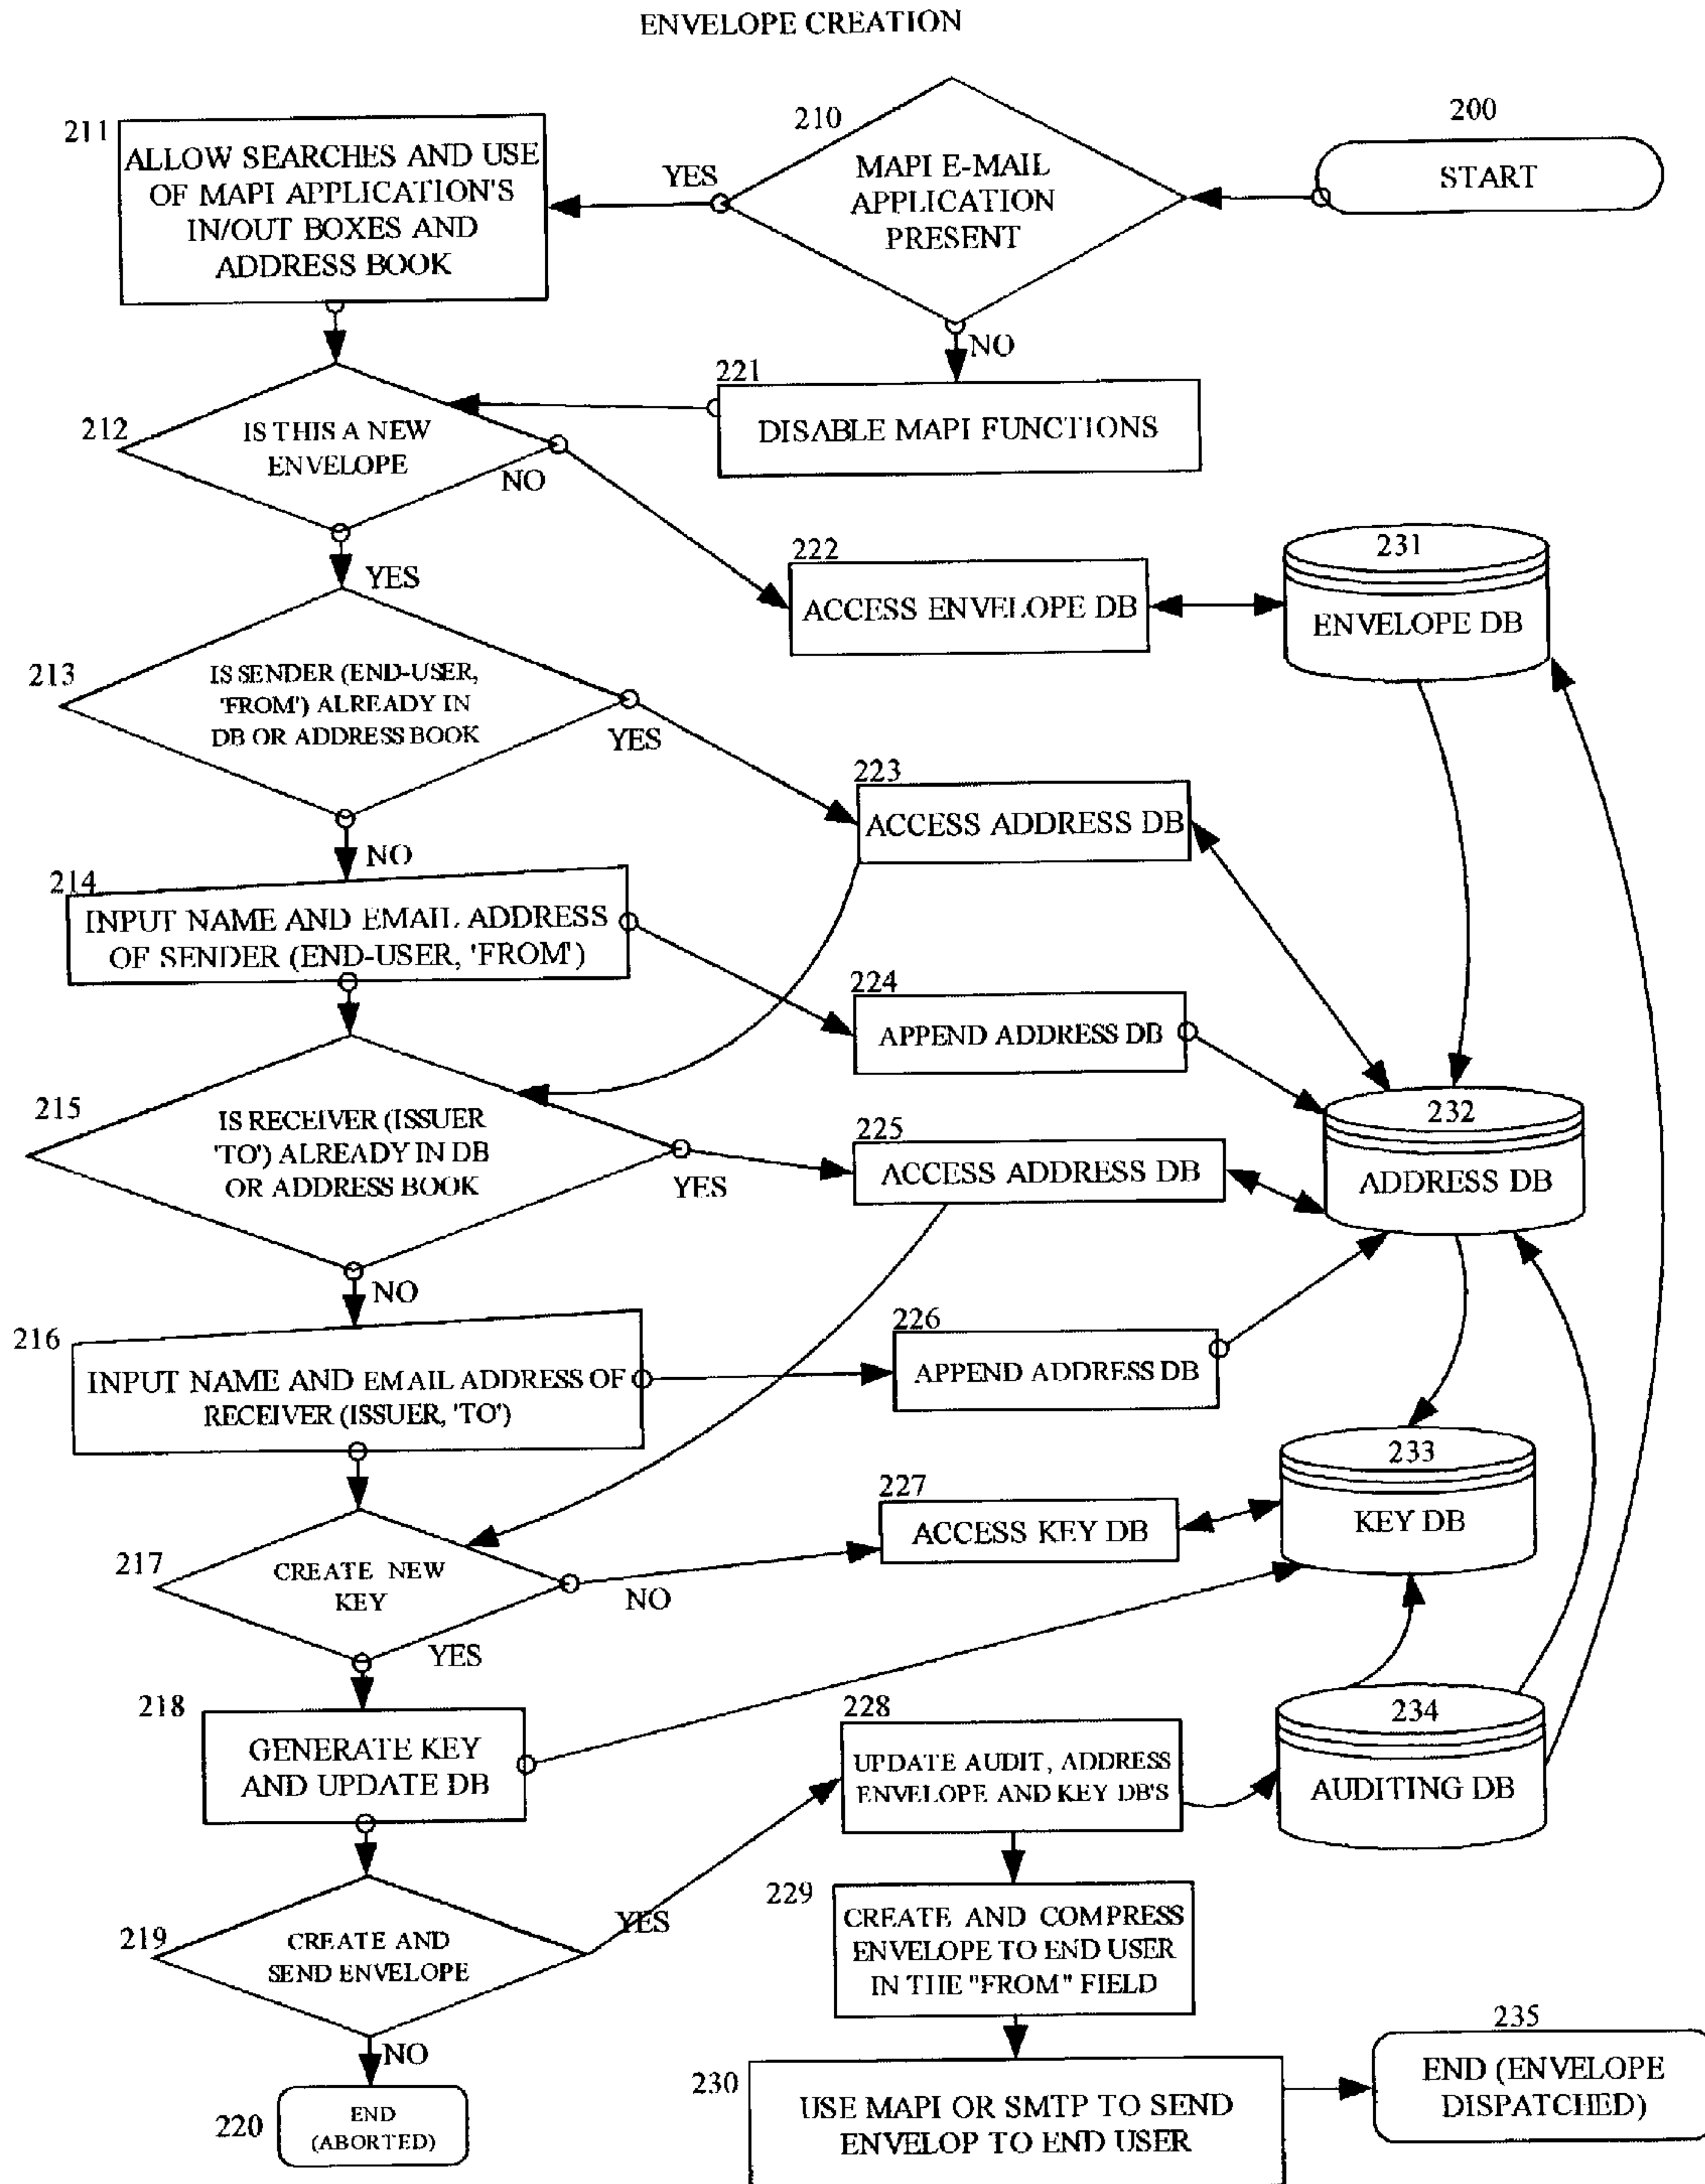 ENVELOPE CREATION
200
START
210
MAPI E-MAIL
APPLICATION
PRESENT
YES
NO
211
ALLOW SEARCHES AND USE
OF MAPI APPLICATION'S
IN/OUT BOXES AND
ADDRESS BOOK
221
DISABLE MAPI FUNCTIONS
212
IS THIS A NEW
ENVELOPE
NO
YES
222
ACCESS ENVELOPE DB
231
ENVELOPE DB
213
IS SENDER (END-USER,
'FROM') ALREADY IN
DB OR ADDRESS BOOK
YES
NO
223
ACCESS ADDRESS DB
214
INPUT NAME AND EMAIL ADDRESS
OF SENDER (END-USER, 'FROM')
224
APPEND ADDRESS DB
232
ADDRESS DB
215
IS RECEIVER (ISSUER
'TO') ALREADY IN DB
OR ADDRESS BOOK
YES
NO
225
ACCESS ADDRESS DB
216
INPUT NAME AND EMAIL ADDRESS OF
RECEIVER (ISSUER, 'TO')
226
APPEND ADDRESS DB
233
KEY DB
217
CREATE NEW
KEY
NO
YES
227
ACCESS KEY DB
218
GENERATE KEY
AND UPDATE DB
228
UPDATE AUDIT, ADDRESS
ENVELOPE AND KEY DB'S
234
AUDITING DB
219
CREATE AND
SEND ENVELOPE
YES
NO
229
CREATE AND COMPRESS
ENVELOPE TO END USER
IN THE "FROM" FIELD
220
END
(ABORTED)
230
USE MAPI OR SMTP TO SEND
ENVELOP TO END USER
235
END (ENVELOPE
DISPATCHED)